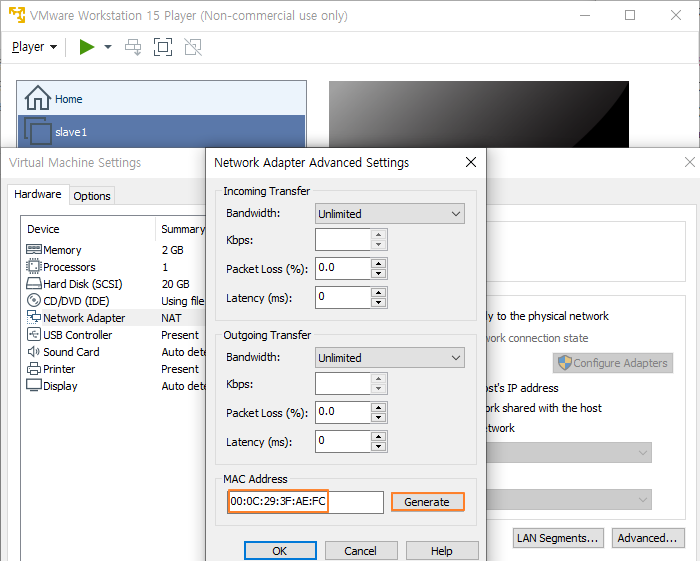 VMware Workstation 15 Player (Non-commercial use only)
Player
Home
slave1
Virtual Machine Settings
Hardware Options
Device Summary
Memory 2 GB
Processors 1
Hard Disk (SCSI) 20 GB
CD/DVD (IDE) Using file
Network Adapter NAT
USB Controller Present
Sound Card Auto dete
Printer Present
Display Auto dete
Network Adapter Advanced Settings
Incoming Transfer
Bandwidth: Unlimited
Kbps:
Packet Loss (%): 0.0
Latency (ms): 0
Outgoing Transfer
Bandwidth: Unlimited
Kbps:
Packet Loss (%): 0.0
Latency (ms): 0
MAC Address
00:0C:29:3F:AE:FC Generate
OK Cancel Help
ly to the physical network
work connection state
Configure Adapters
ost's IP address
ork shared with the host
etwork
LAN Segments... Advanced...